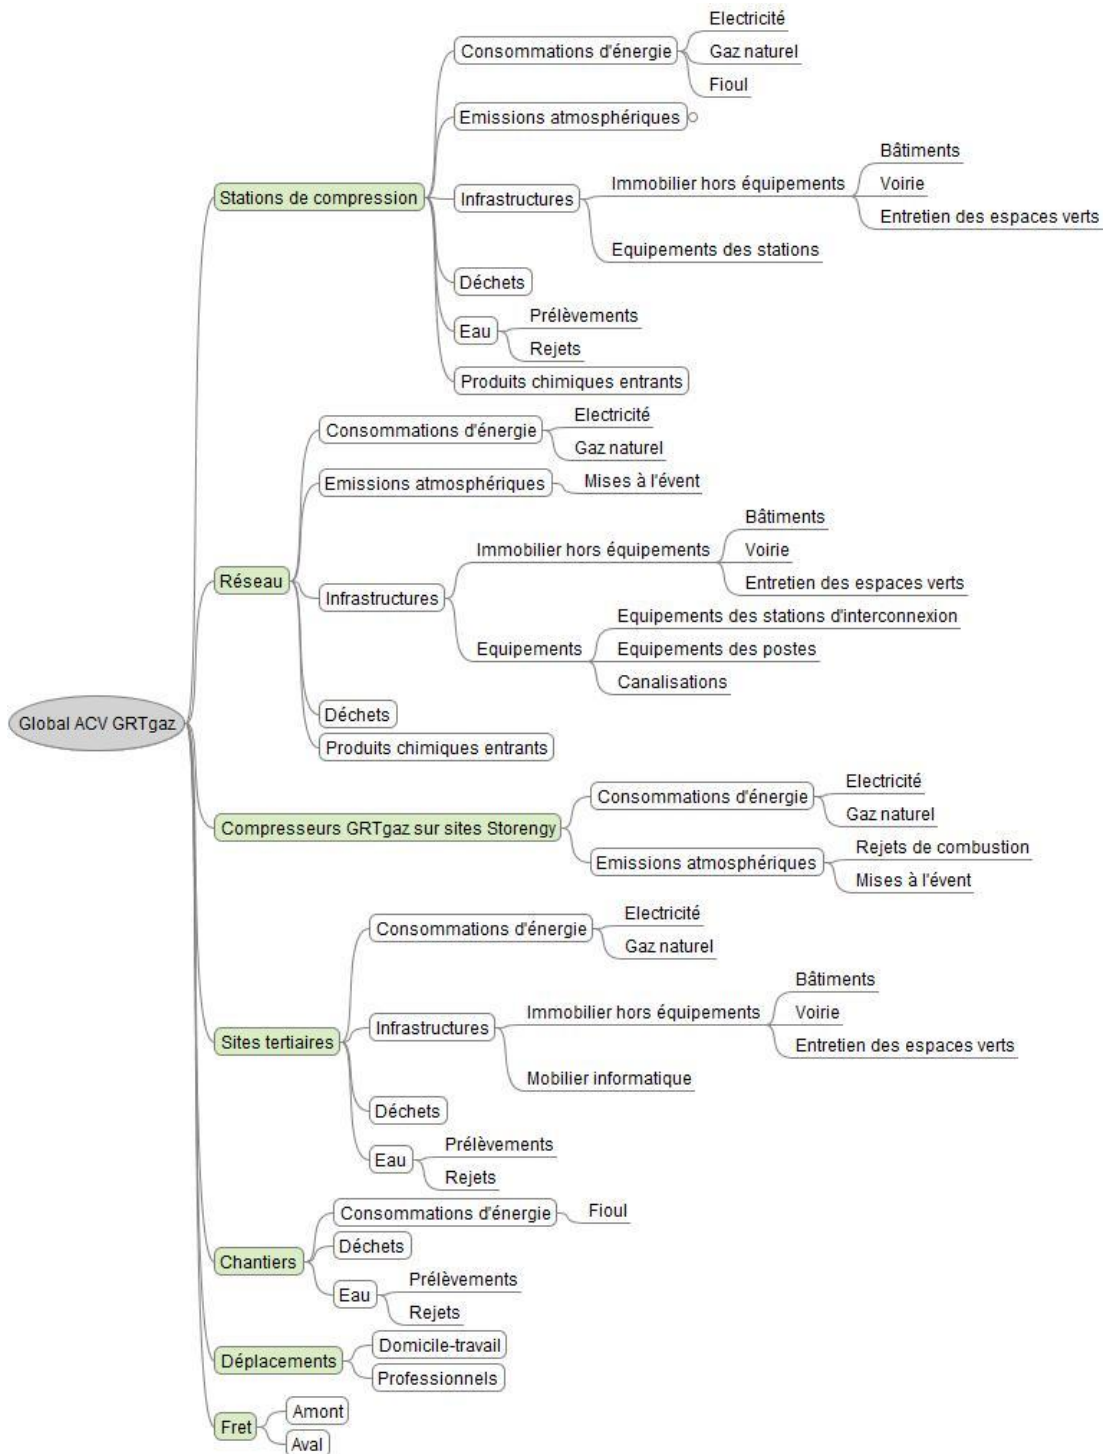 Global ACV GRTgaz
Stations de compression
Consommations d'énergie
Electricité
Gaz naturel
Fioul
Emissions atmosphériques
Infrastructures
Immobilier hors équipements
Bâtiments
Voirie
Entretien des espaces verts
Equipements des stations
Déchets
Eau
Prélèvements
Rejets
Produits chimiques entrants
Réseau
Consommations d'énergie
Electricité
Gaz naturel
Emissions atmosphériques
Mises à l'évent
Infrastructures
Immobilier hors équipements
Bâtiments
Voirie
Entretien des espaces verts
Equipements
Equipements des stations d'interconnexion
Equipements des postes
Canalisations
Déchets
Produits chimiques entrants
Compresseurs GRTgaz sur sites Storengy
Consommations d'énergie
Electricité
Gaz naturel
Emissions atmosphériques
Rejets de combustion
Mises à l'évent
Sites tertiaires
Consommations d'énergie
Electricité
Gaz naturel
Infrastructures
Immobilier hors équipements
Bâtiments
Voirie
Entretien des espaces verts
Mobilier informatique
Déchets
Eau
Prélèvements
Rejets
Chantiers
Consommations d'énergie
Fioul
Déchets
Eau
Prélèvements
Rejets
Déplacements
Domicile-travail
Professionnels
Fret
Amont
Aval